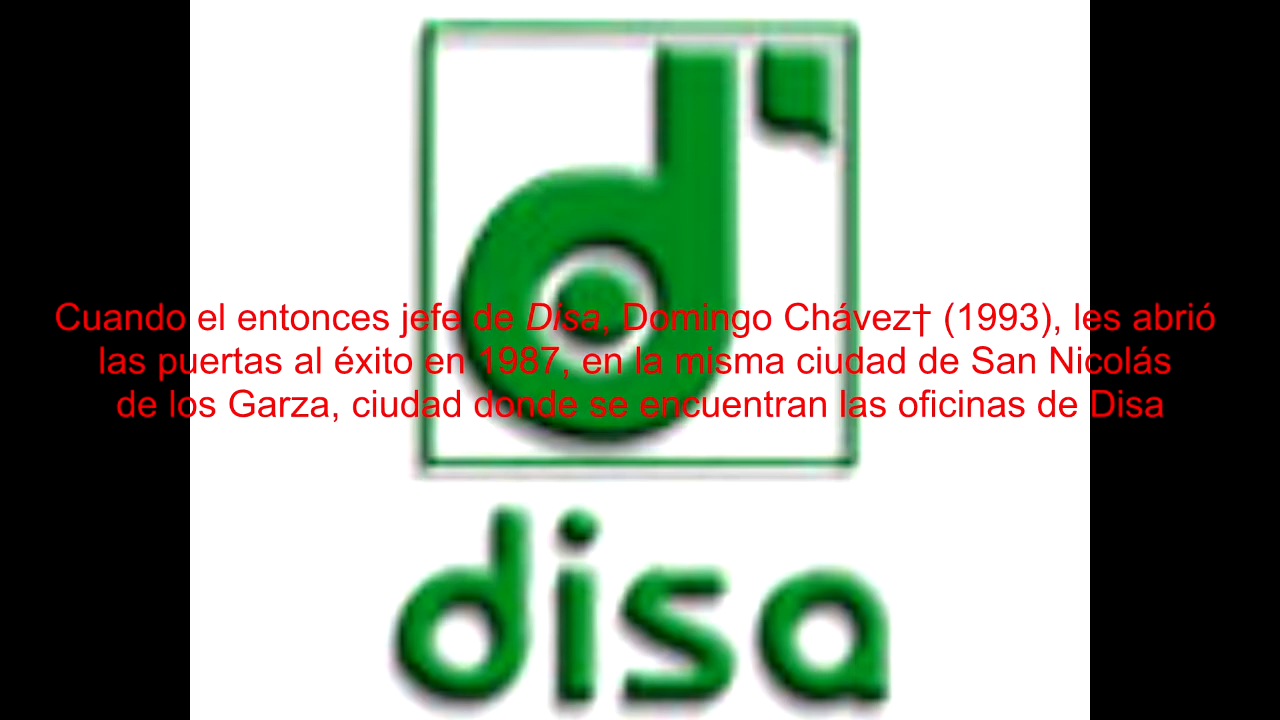 Cuando el entonces jefe de Disa, Domingo Chávez† (1993), les abrió
las puertas al éxito en 1987, en la misma ciudad de San Nicolás
de los Garza, ciudad donde se encuentran las oficinas de Disa
d'
disa